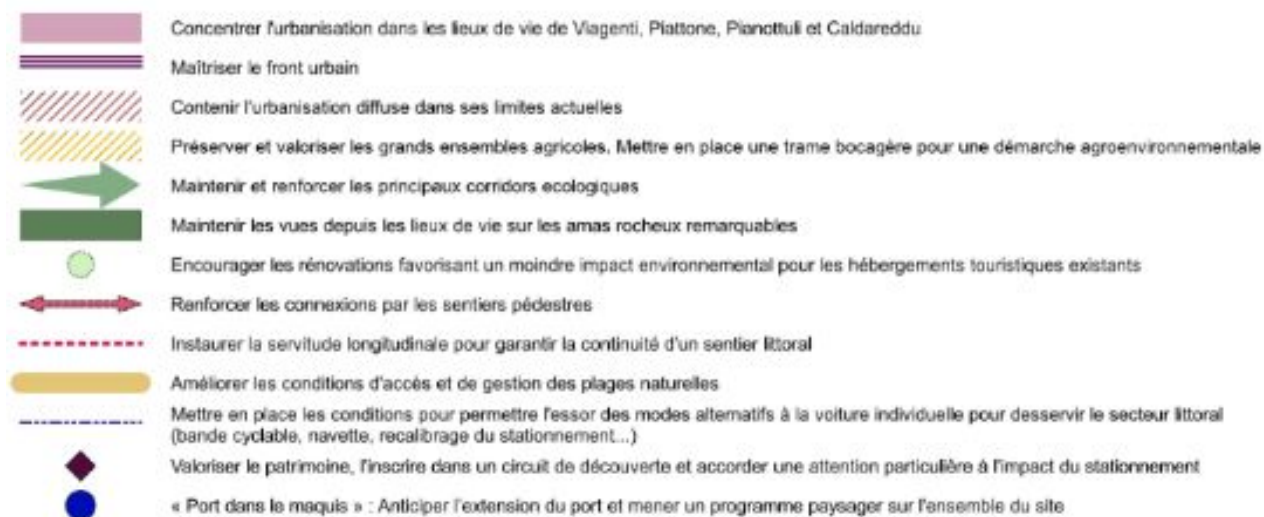 Concentrer l'urbanisation dans les lieux de vie de Viagenti, Piattone, Pianottuli et Caldareddu
Maîtriser le front urbain
Contenir l'urbanisation diffuse dans ses limites actuelles
Préserver et valoriser les grands ensembles agricoles. Mettre en place une trame bocagère pour une démarche agroenvironnementale
Maintenir et renforcer les principaux corridors ecologiques
Maintenir les vues depuis les lieux de vie sur les amas rocheux remarquables
Encourager les rénovations favorisant un moindre impact environnemental pour les hébergements touristiques existants
Renforcer les connexions par les sentiers pédestres
Instaurer la servitude longitudinale pour garantir la continuité d'un sentier littoral
Améliorer les conditions d'accès et de gestion des plages naturelles
Mettre en place les conditions pour permettre l'essor des modes alternatifs à la voiture individuelle pour desservir le secteur littoral
(bande cyclable, navette, recalibrage du stationnement...)
Valoriser le patrimoine, l'inscrire dans un circuit de découverte et accorder une attention particulière à l'impact du stationnement
« Port dans le maquis » : Anticiper l'extension du port et mener un programme paysager sur l'ensemble du site